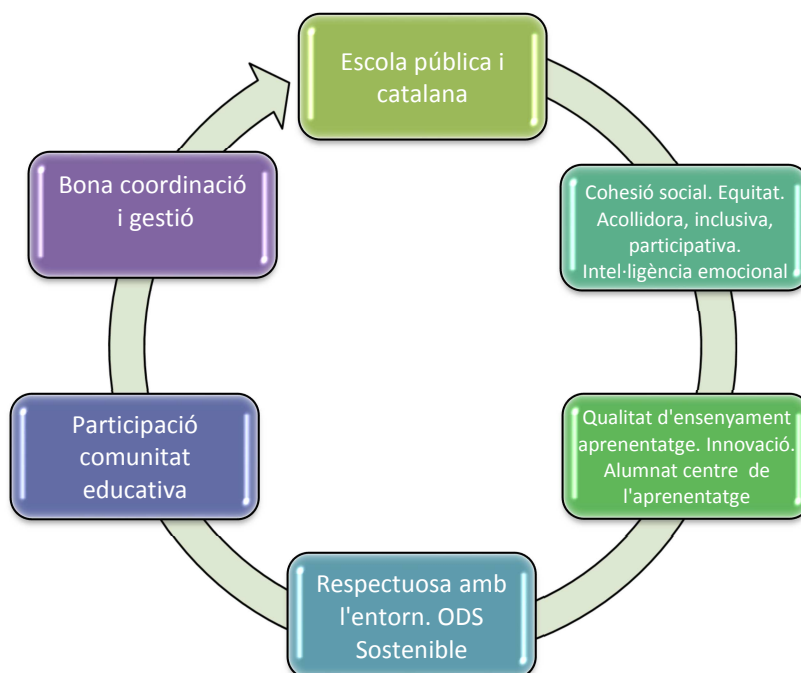 Escola pública i
catalana
Cohesió social. Equitat.
Acollidora, inclusiva,
participativa.
Intel·ligència emocional
Qualitat d'ensenyament
aprenentatge. Innovació.
Alumnat centre de
l'aprenentatge
Respectuosa amb
l'entorn. ODS
Sostenible
Participació
comunitat
educativa
Bona coordinació
i gestió